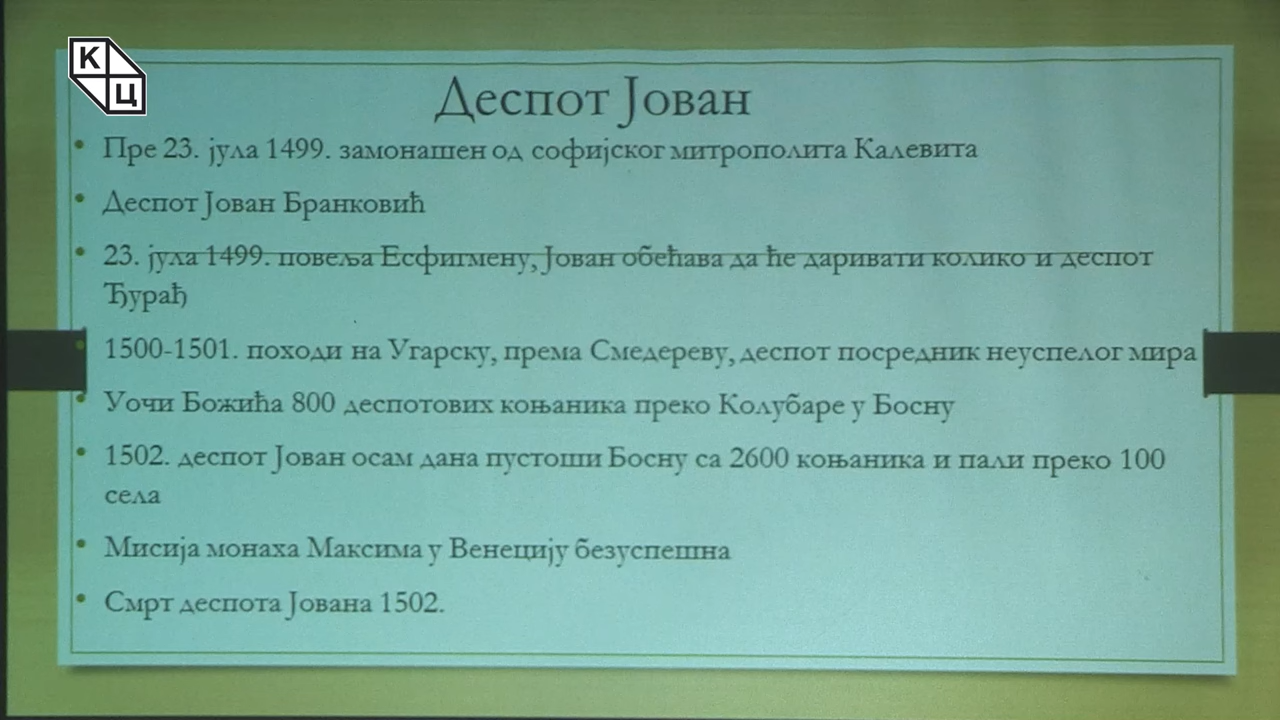 К
Ц
Деспот Јован
• Пре 23. јула 1499. замонашен од софијског митрополита Калевита
• Деспот Јован Бранковић
• 23. јула 1499. повеља Есфигмену, Јован обећава да ће даривати колико и деспот
Ђурађ
• 1500-1501. походи на Угарску, према Смедереву, деспот посредник неуспелог мира
• Уочи Божића 800 деспотових коњаника преко Колубаре у Босну
• 1502. деспот Јован осам дана пустоши Босну са 2600 коњаника и пали преко 100
села
• Мисија монаха Максима у Венецију безуспешна
• Смрт деспота Јована 1502.